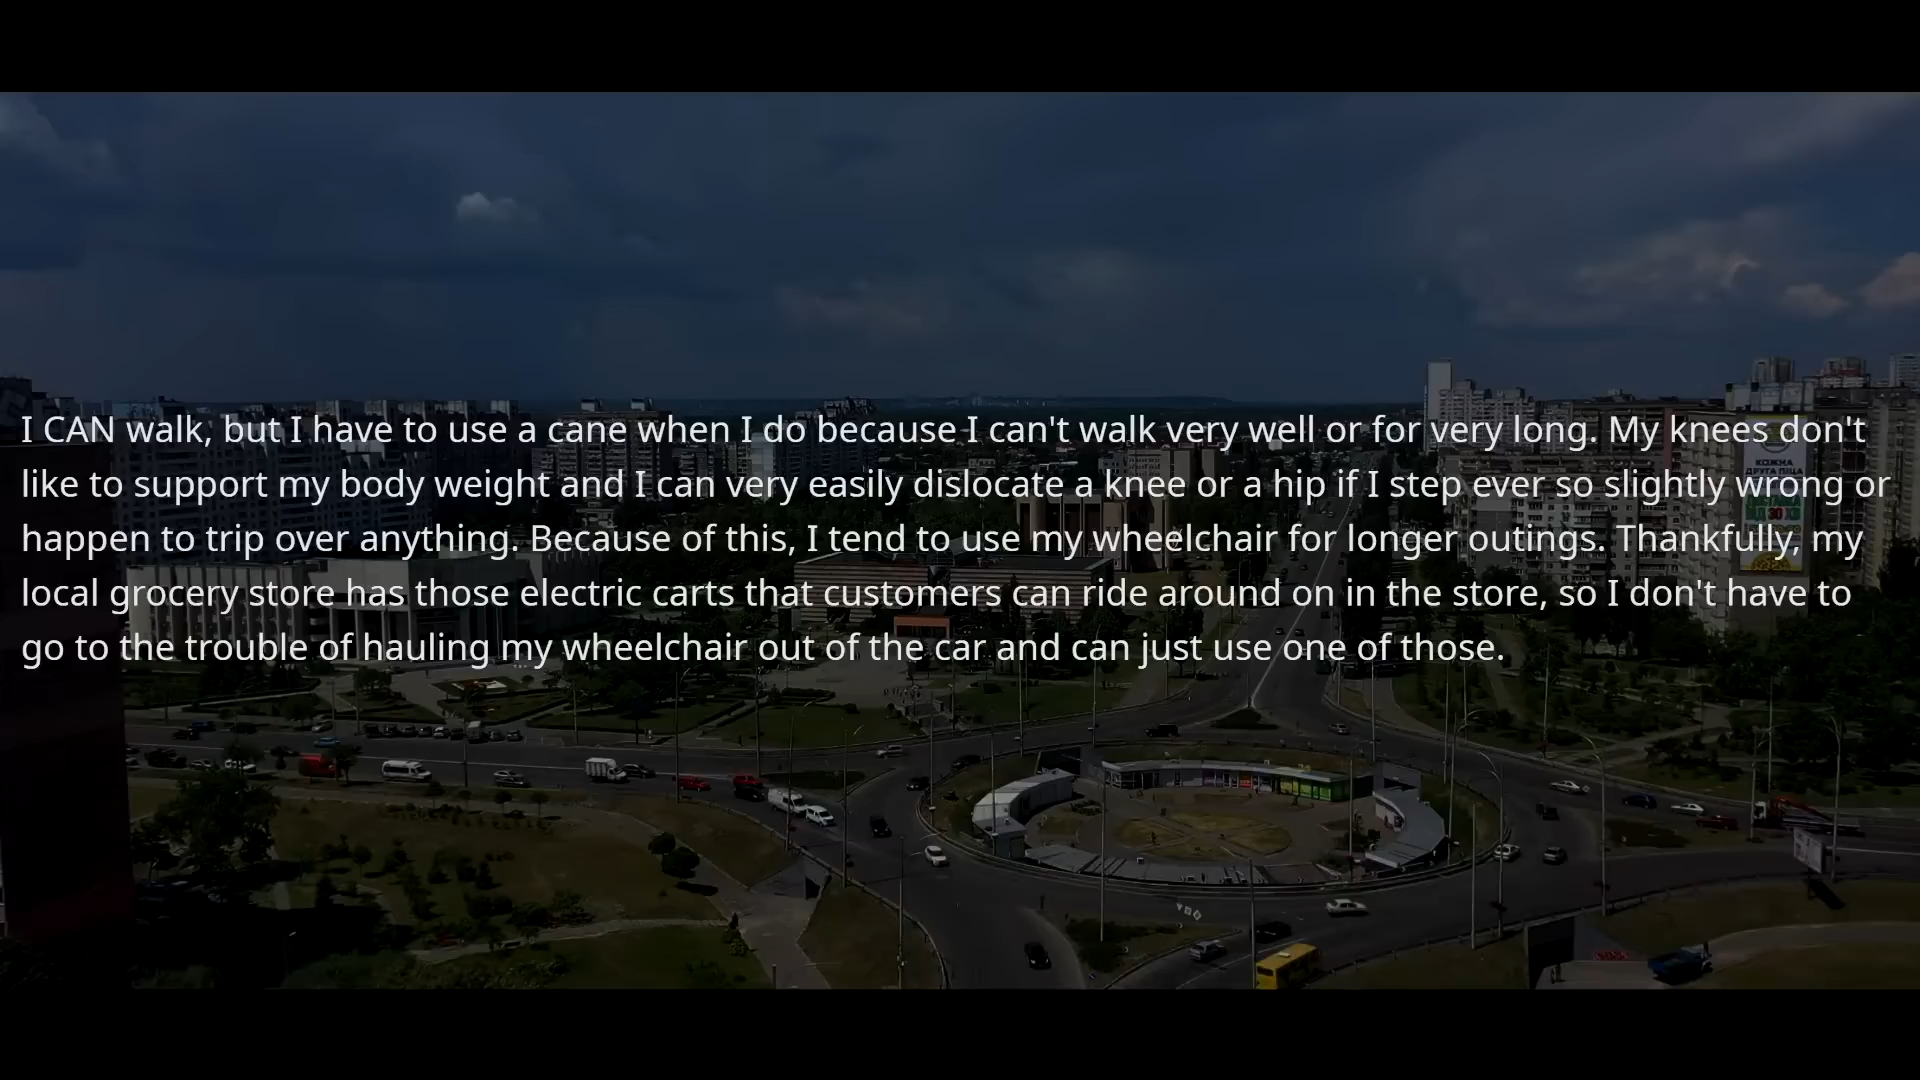 I CAN walk, but I have to use a cane when I do because I can't walk very well or for very long. My knees don't
like to support my body weight and I can very easily dislocate a knee or a hip if I step ever so slightly wrong or
happen to trip over anything. Because of this, I tend to use my wheelchair for longer outings. Thankfully, my
local grocery store has those electric carts that customers can ride around on in the store, so I don't have to
go to the trouble of hauling my wheelchair out of the car and can just use one of those.
КОЖНА
ДРУГА ПІЦА